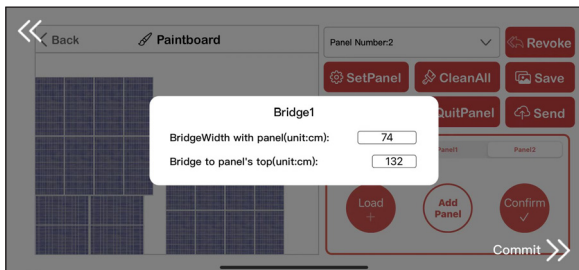 Back
Paintboard
Panel Number:2
Revoke
SetPanel
CleanAll
Save
QuitPanel
Send
Bridge1
BridgeWidth with panel(unit:cm): 74
Bridge to panel's top(unit:cm): 132
Panel1
Panel2
Load
+
Add
Panel
Confirm
Commit